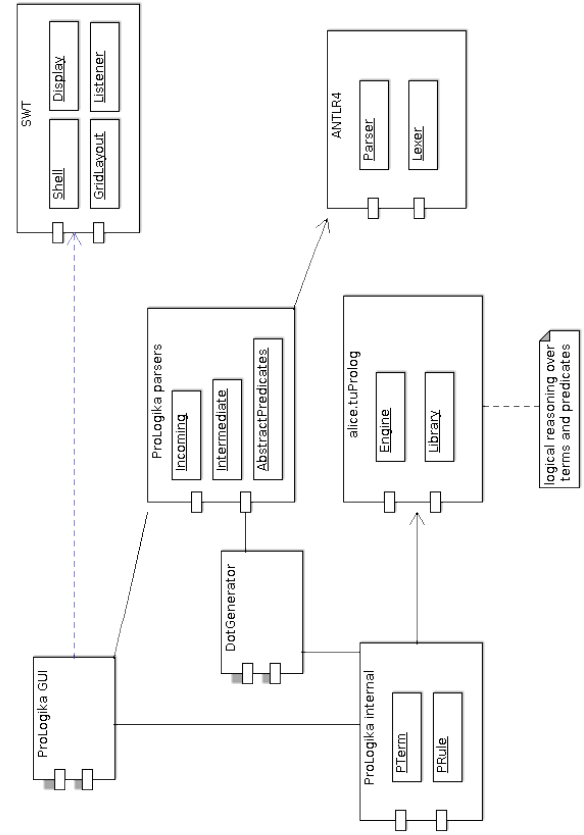 SWT
Shell
Display
GridLayout
Listener
ANTLR4
Parser
Lexer
ProLogika parsers
Incoming
Intermediate
AbstractPredicates
alice.tuProlog
Engine
Library
logical reasoning over
terms and predicates
ProLogika GUI
DotGenerator
ProLogika internal
PTerm
PRule